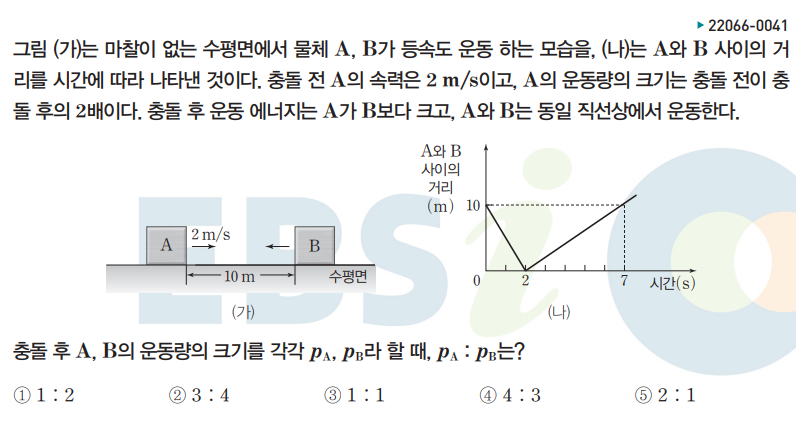 ▶ 22066-0041
그림 (가)는 마찰이 없는 수평면에서 물체 A, B가 등속도 운동 하는 모습을, (나)는 A와 B 사이의 거
리를 시간에 따라 나타낸 것이다. 충돌 전 A의 속력은 2 m/s이고, A의 운동량의 크기는 충돌 전이 충
돌 후의 2배이다. 충돌 후 운동 에너지는 A가 B보다 크고, A와 B는 동일 직선상에서 운동한다.
A와 B
사이의
거리
(m) 10
0 2 7 시간(s)
(나)
A 2 m/s B
10 m 수평면
(가)
EBSi
충돌 후 A, B의 운동량의 크기를 각각 pA, pB라 할 때, pA : pB는?
① 1 : 2 ② 3 : 4 ③ 1 : 1 ④ 4 : 3 ⑤ 2 : 1